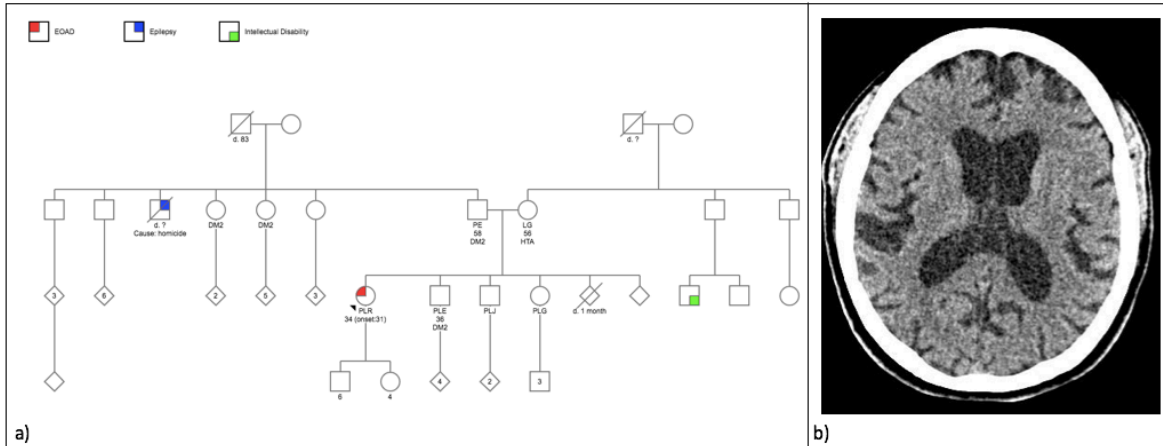 EOAD
Epilepsy
Intellectual Disability
d. 83
d. ?
d. ?
Cause: homicide
DM2
DM2
PE
58
DM2
LG
56
HTA
3
6
2
5
3
PLR
34 (onset:31)
PLE
36
DM2
PLJ
PLG
d. 1 month
6
4
4
2
3
a)
b)